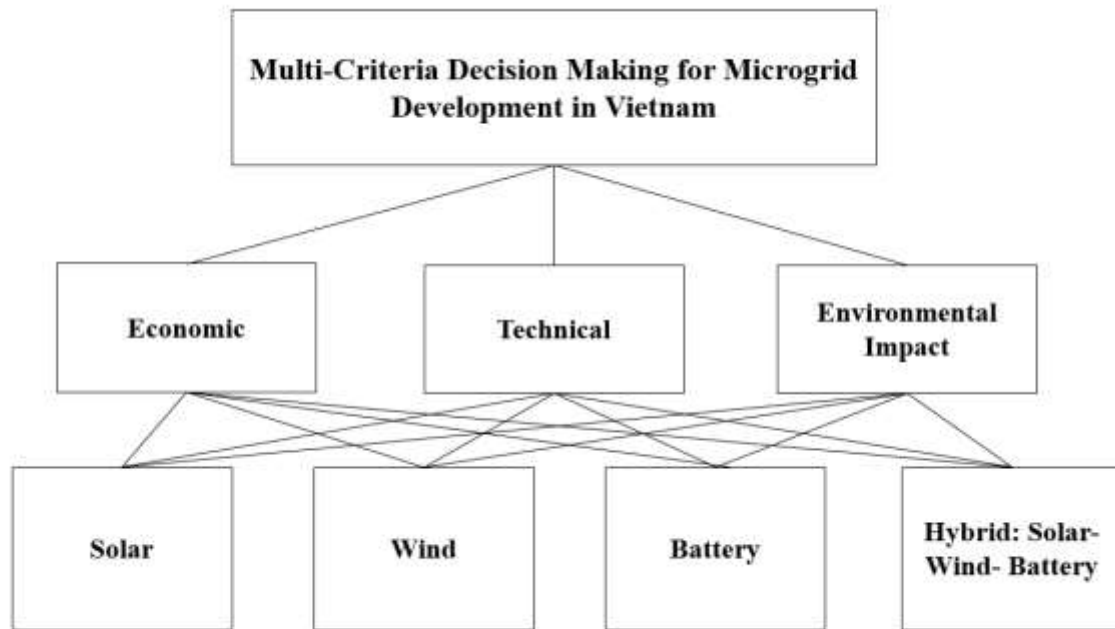 Multi-Criteria Decision Making for Microgrid
Development in Vietnam
Economic
Technical
Environmental
Impact
Solar
Wind
Battery
Hybrid: Solar-
Wind- Battery